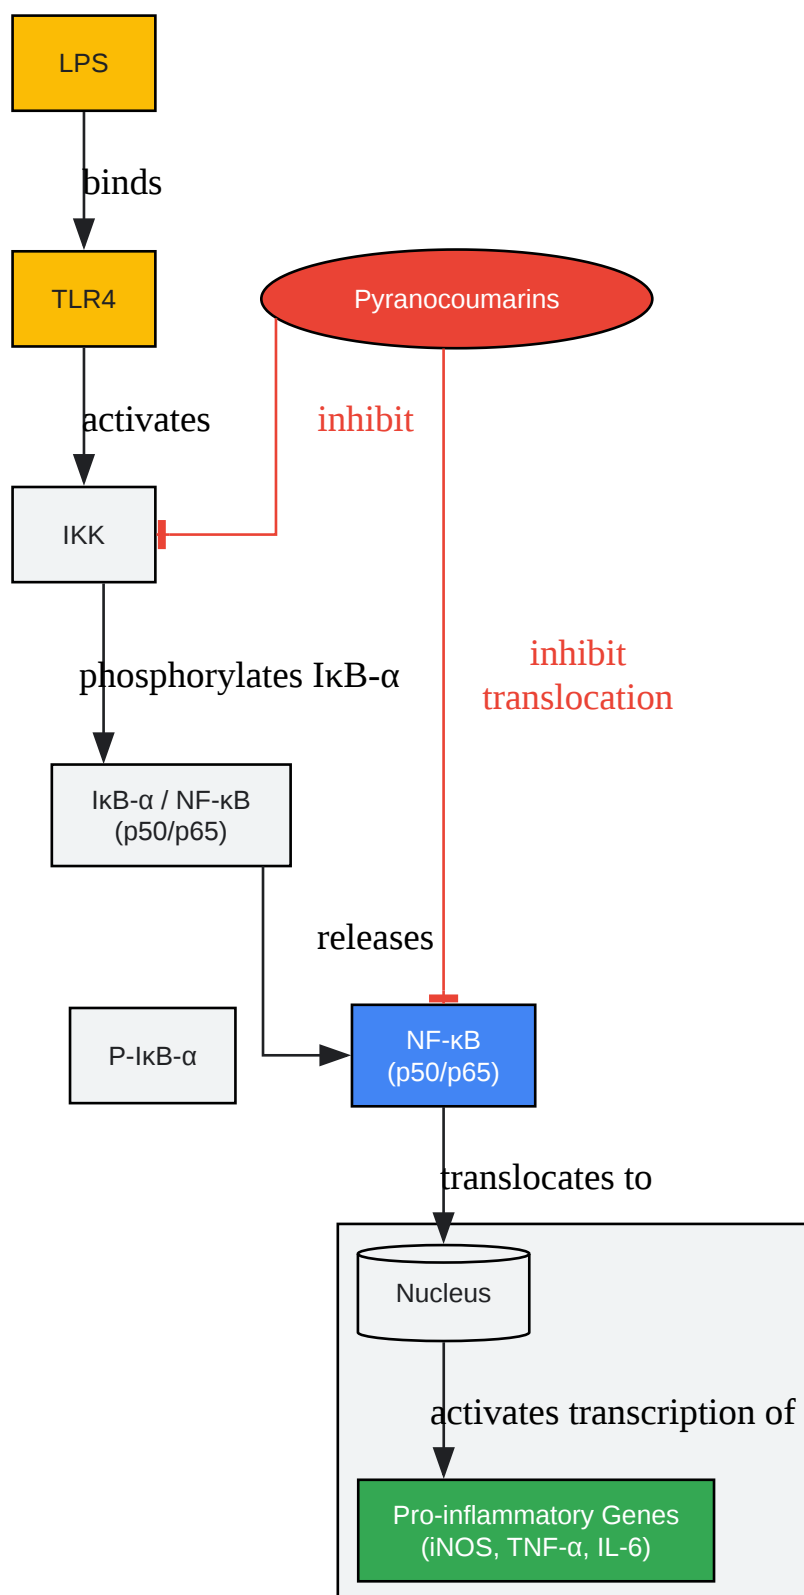 LPS
binds
TLR4
Pyranocoumarins
activates
inhibit
IKK
phosphorylates IκB-α
inhibit
translocation
IκB-α / NF-κB
(p50/p65)
releases
P-IκB-α
NF-κB
(p50/p65)
translocates to
Nucleus
activates transcription of
Pro-inflammatory Genes
(iNOS, TNF-α, IL-6)